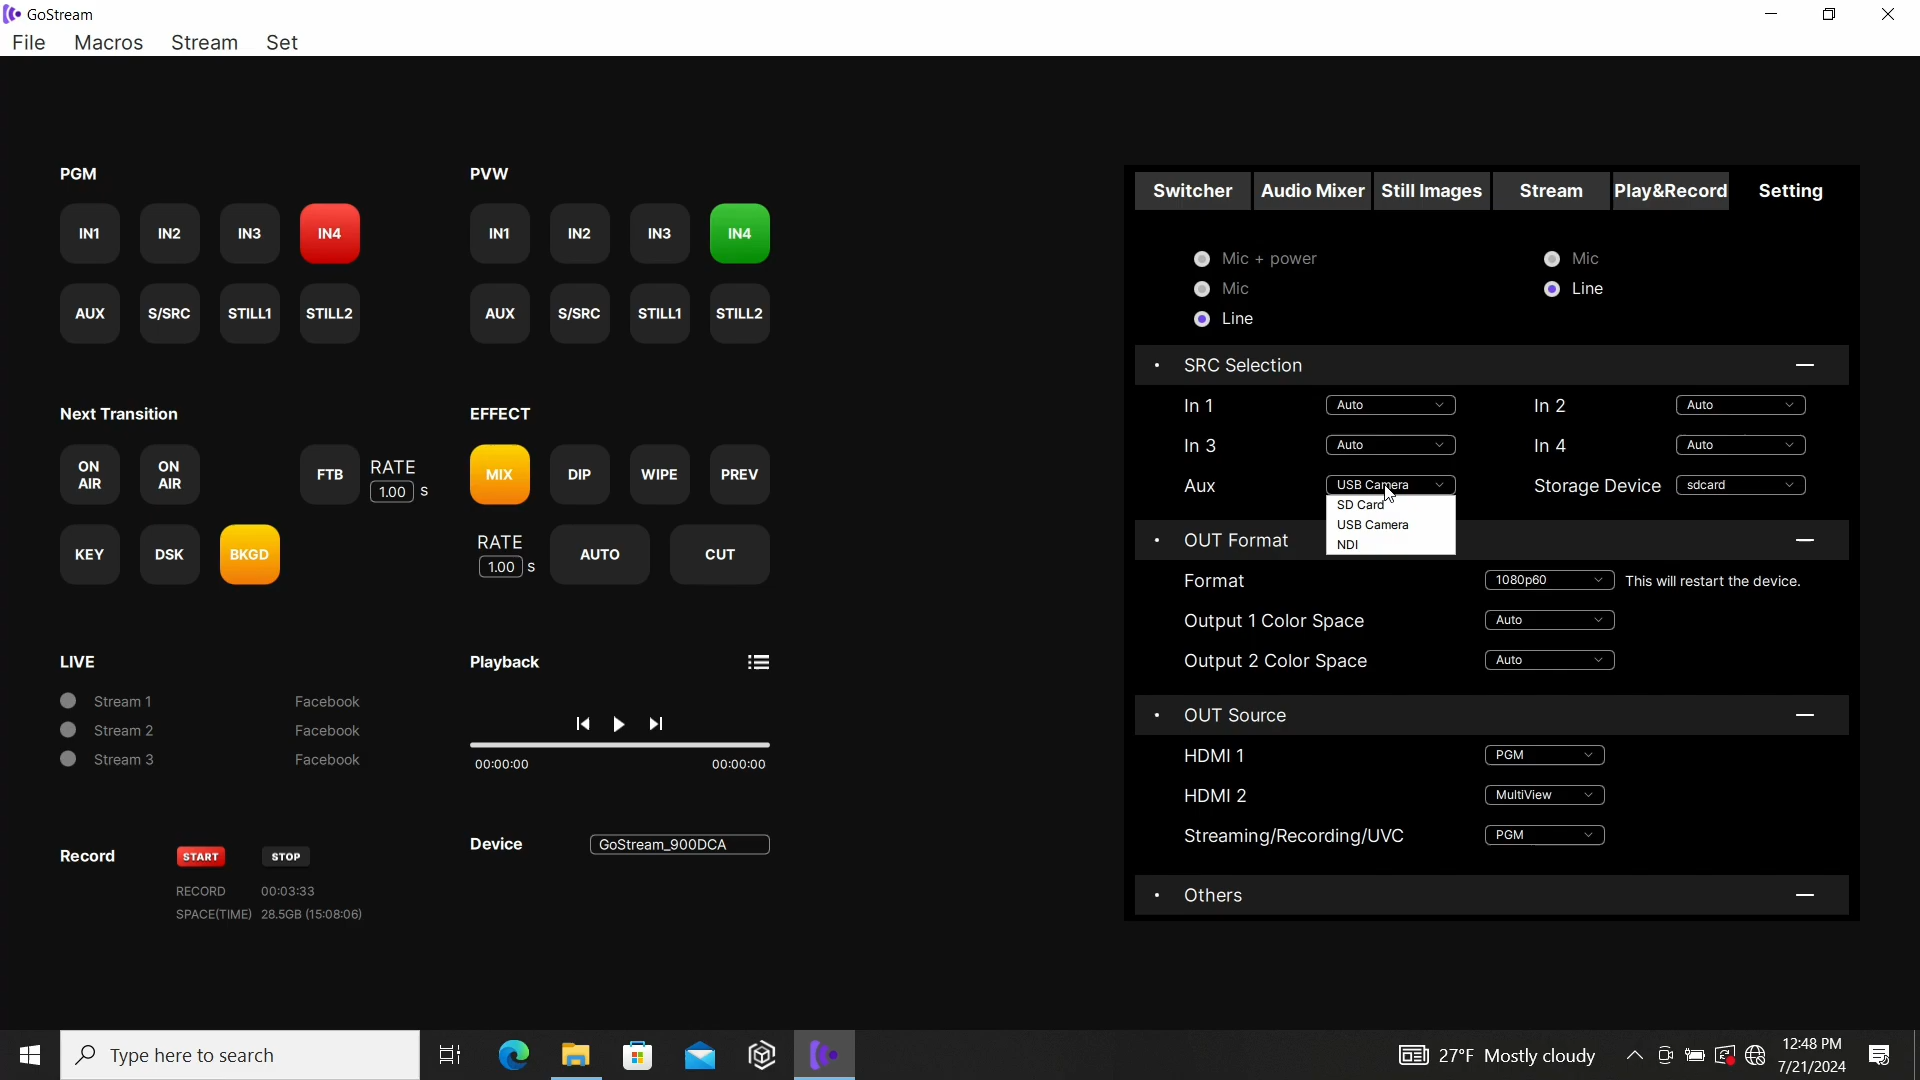 GoStream
File Macros Stream Set
PGM
IN1 IN2 IN3 IN4
AUX S/SRC STILL1 STILL2
PVW
IN1 IN2 IN3 IN4
AUX S/SRC STILL1 STILL2
Next Transition
ON AIR ON AIR FTB RATE 1.00 s
KEY DSK BKGD
EFFECT
MIX DIP WIPE PREV
RATE 1.00 s AUTO CUT
LIVE
Stream 1 Facebook
Stream 2 Facebook
Stream 3 Facebook
Playback
00:00:00 00:00:00
Record START STOP
RECORD 00:03:33
SPACE(TIME) 28.5GB (15:08:06)
Device GoStream_900DCA
Switcher Audio Mixer Still Images Stream Play&Record Setting
Mic + power Mic
Mic Line
Line
SRC Selection
In 1 Auto In 2 Auto
In 3 Auto In 4 Auto
Aux USB Camera Storage Device sdcard
SD Card
USB Camera
NDI
OUT Format
Format 1080p60 This will restart the device.
Output 1 Color Space Auto
Output 2 Color Space Auto
OUT Source
HDMI 1 PGM
HDMI 2 MultiView
Streaming/Recording/UVC PGM
Others
Type here to search
27°F Mostly cloudy
12:48 PM
7/21/2024